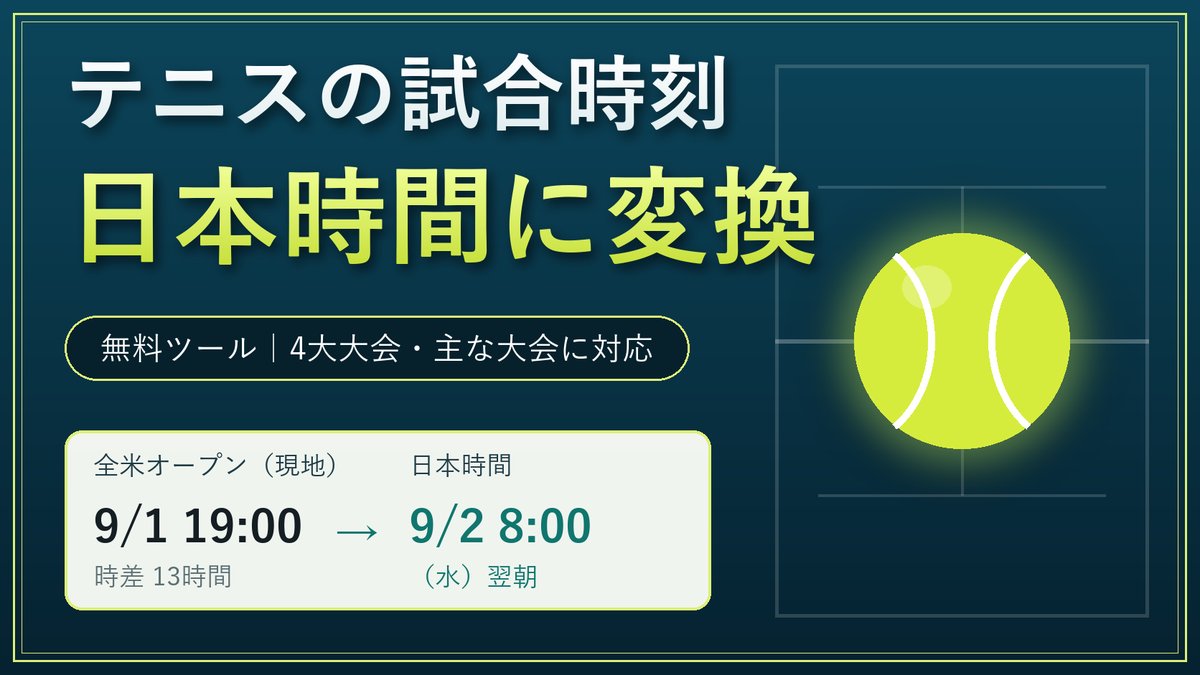 テニスの試合時刻
日本時間に変換
無料ツール｜4大大会・主な大会に対応
全米オープン（現地）
9/1 19:00
時差 13時間
→
日本時間
9/2 8:00
（水）翌朝